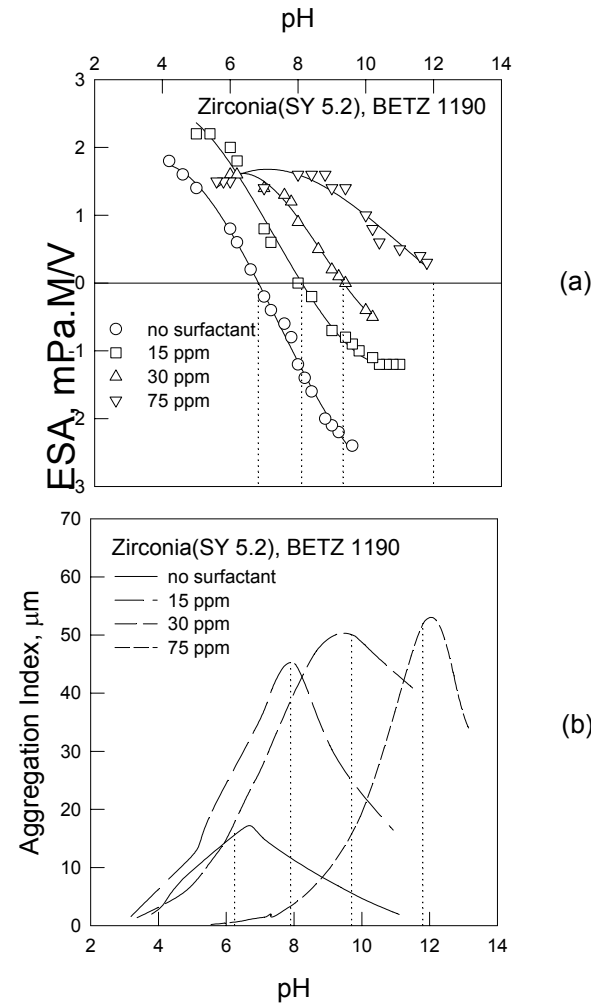 pH
2 4 6 8 10 12 14
3
Zirconia(SY 5.2), BETZ 1190
2
1
0
no surfactant
15 ppm
30 ppm
75 ppm
1
2
3
ESA, mPa.M/V
(a)
70
Zirconia(SY 5.2), BETZ 1190
60
no surfactant
15 ppm
50
30 ppm
75 ppm
40
30
20
10
0
Aggregation Index, μm
(b)
2 4 6 8 10 12 14
pH